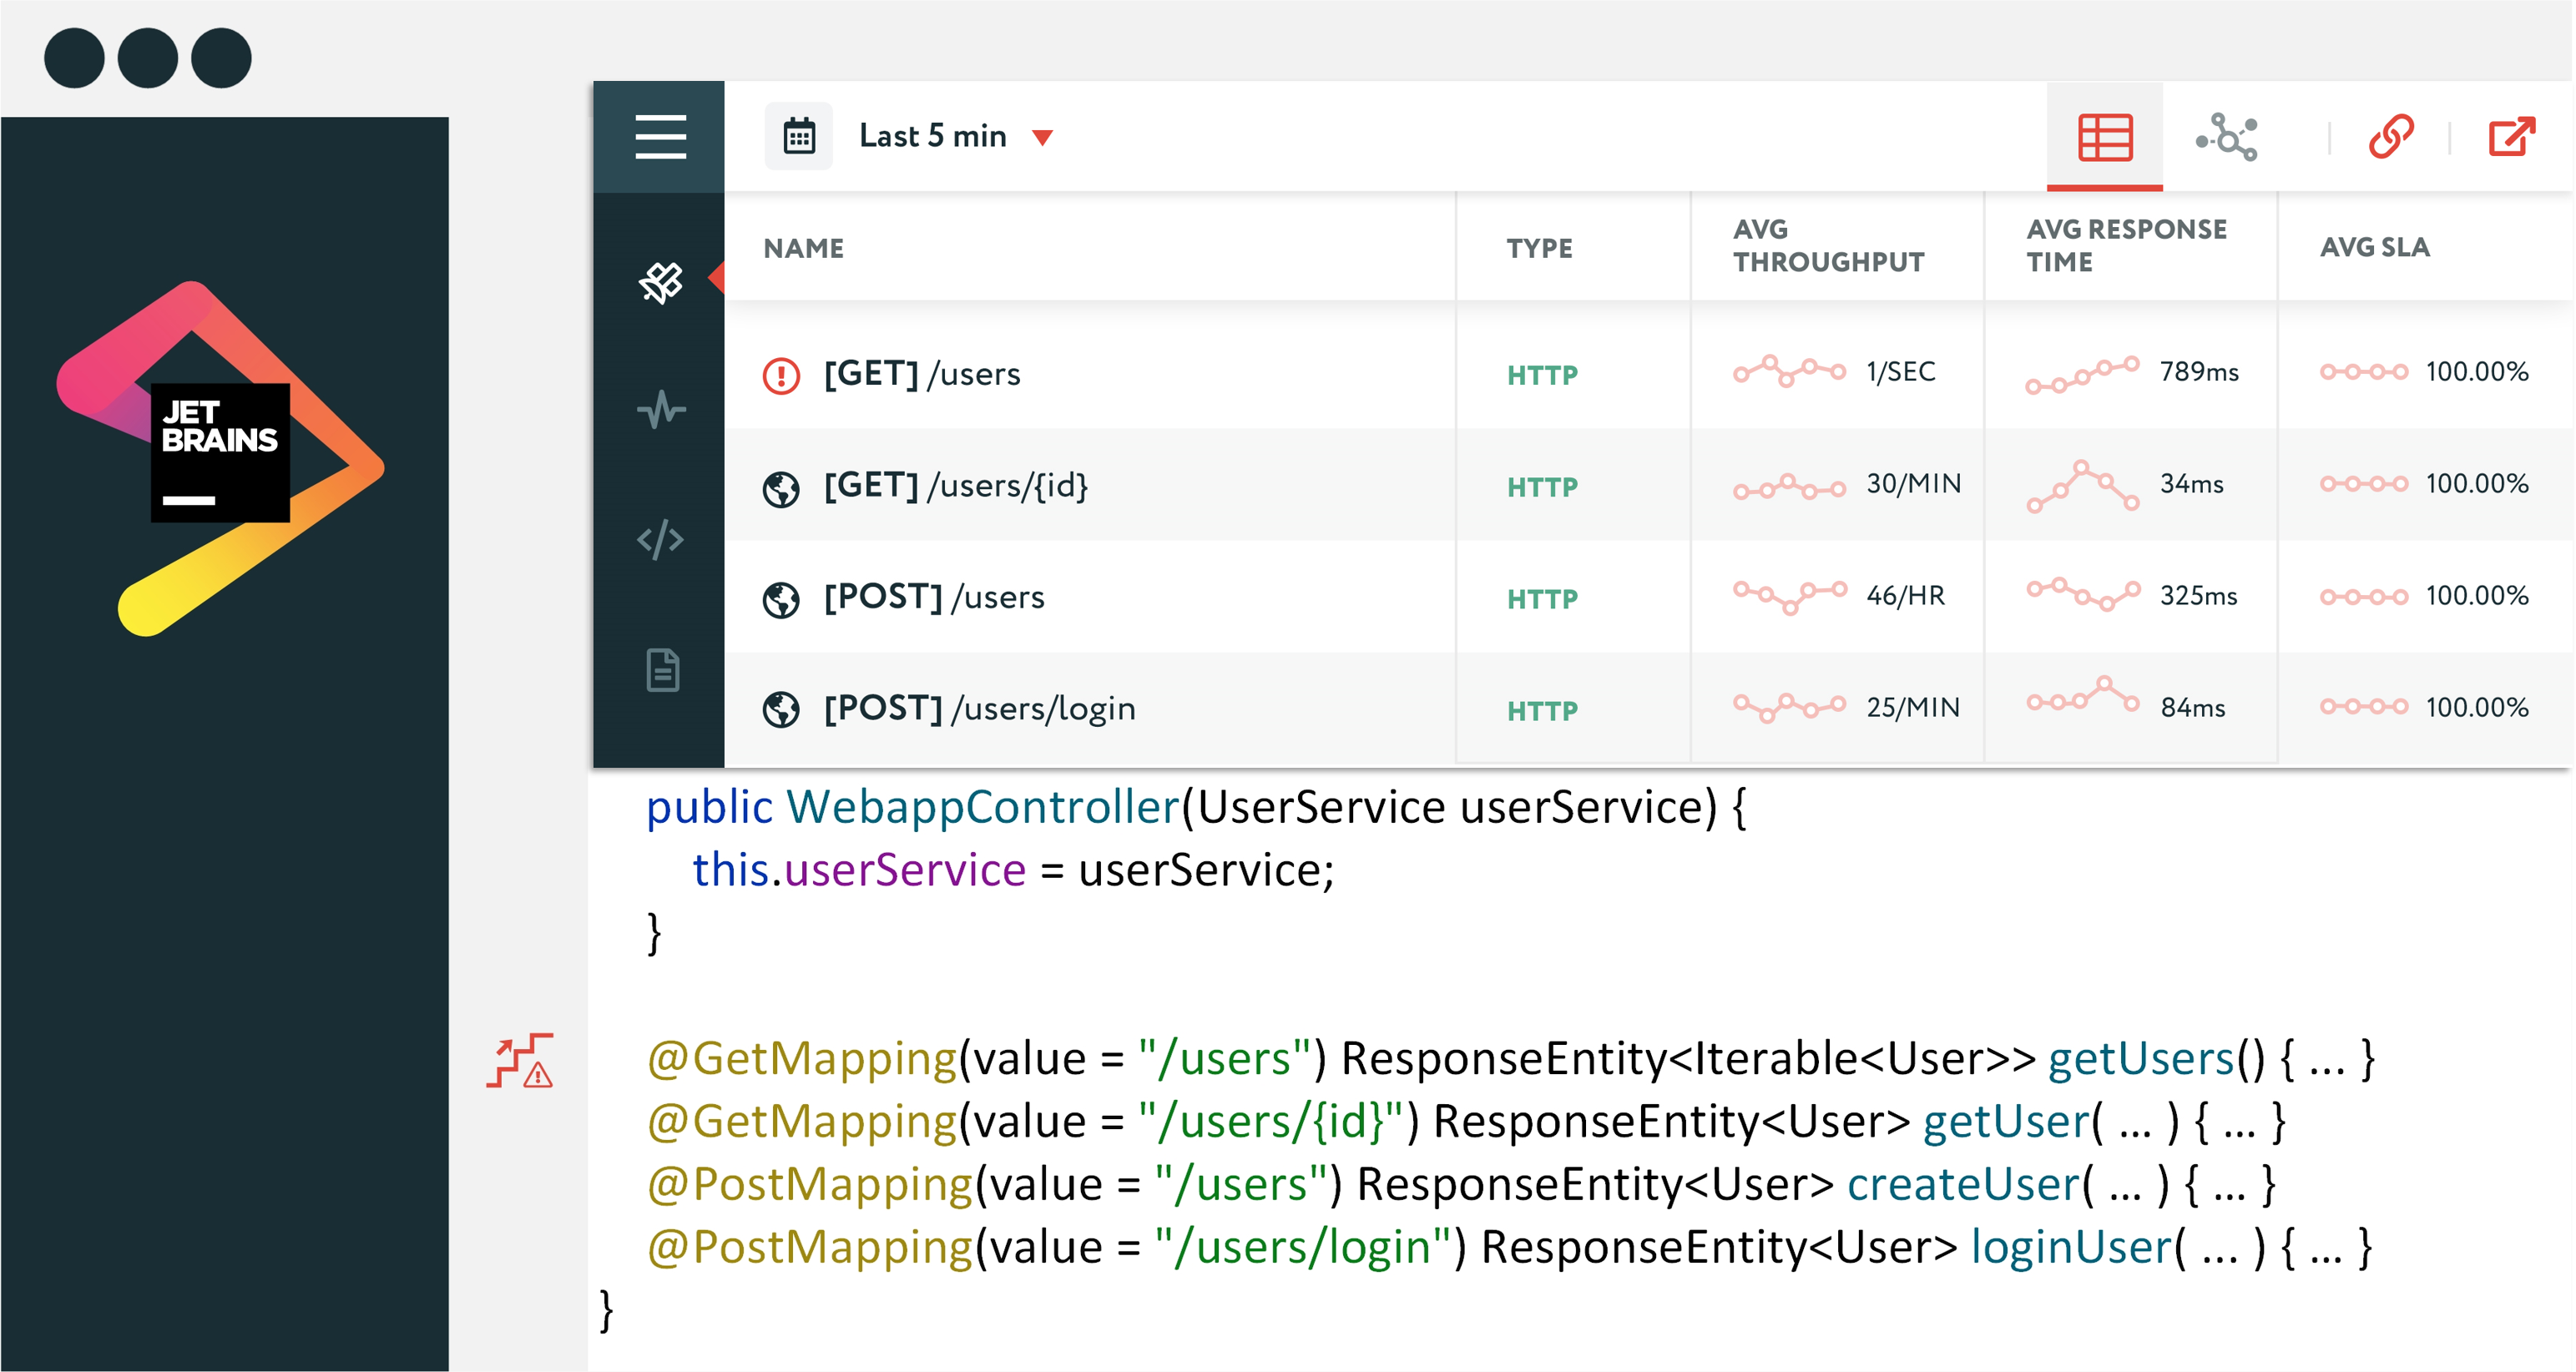 JET
BRAINS
Last 5 min
NAME TYPE AVG THROUGHPUT AVG RESPONSE TIME AVG SLA
[GET] /users HTTP 1/SEC 789ms 100.00%
[GET] /users/{id} HTTP 30/MIN 34ms 100.00%
[POST] /users HTTP 46/HR 325ms 100.00%
[POST] /users/login HTTP 25/MIN 84ms 100.00%
public WebappController(UserService userService) {
this.userService = userService;
}
@GetMapping(value = "/users") ResponseEntity<Iterable<User>> getUsers() { ... }
@GetMapping(value = "/users/{id}") ResponseEntity<User> getUser( ... ) { ... }
@PostMapping(value = "/users") ResponseEntity<User> createUser( ... ) { ... }
@PostMapping(value = "/users/login") ResponseEntity<User> loginUser( ... ) { ... }
}